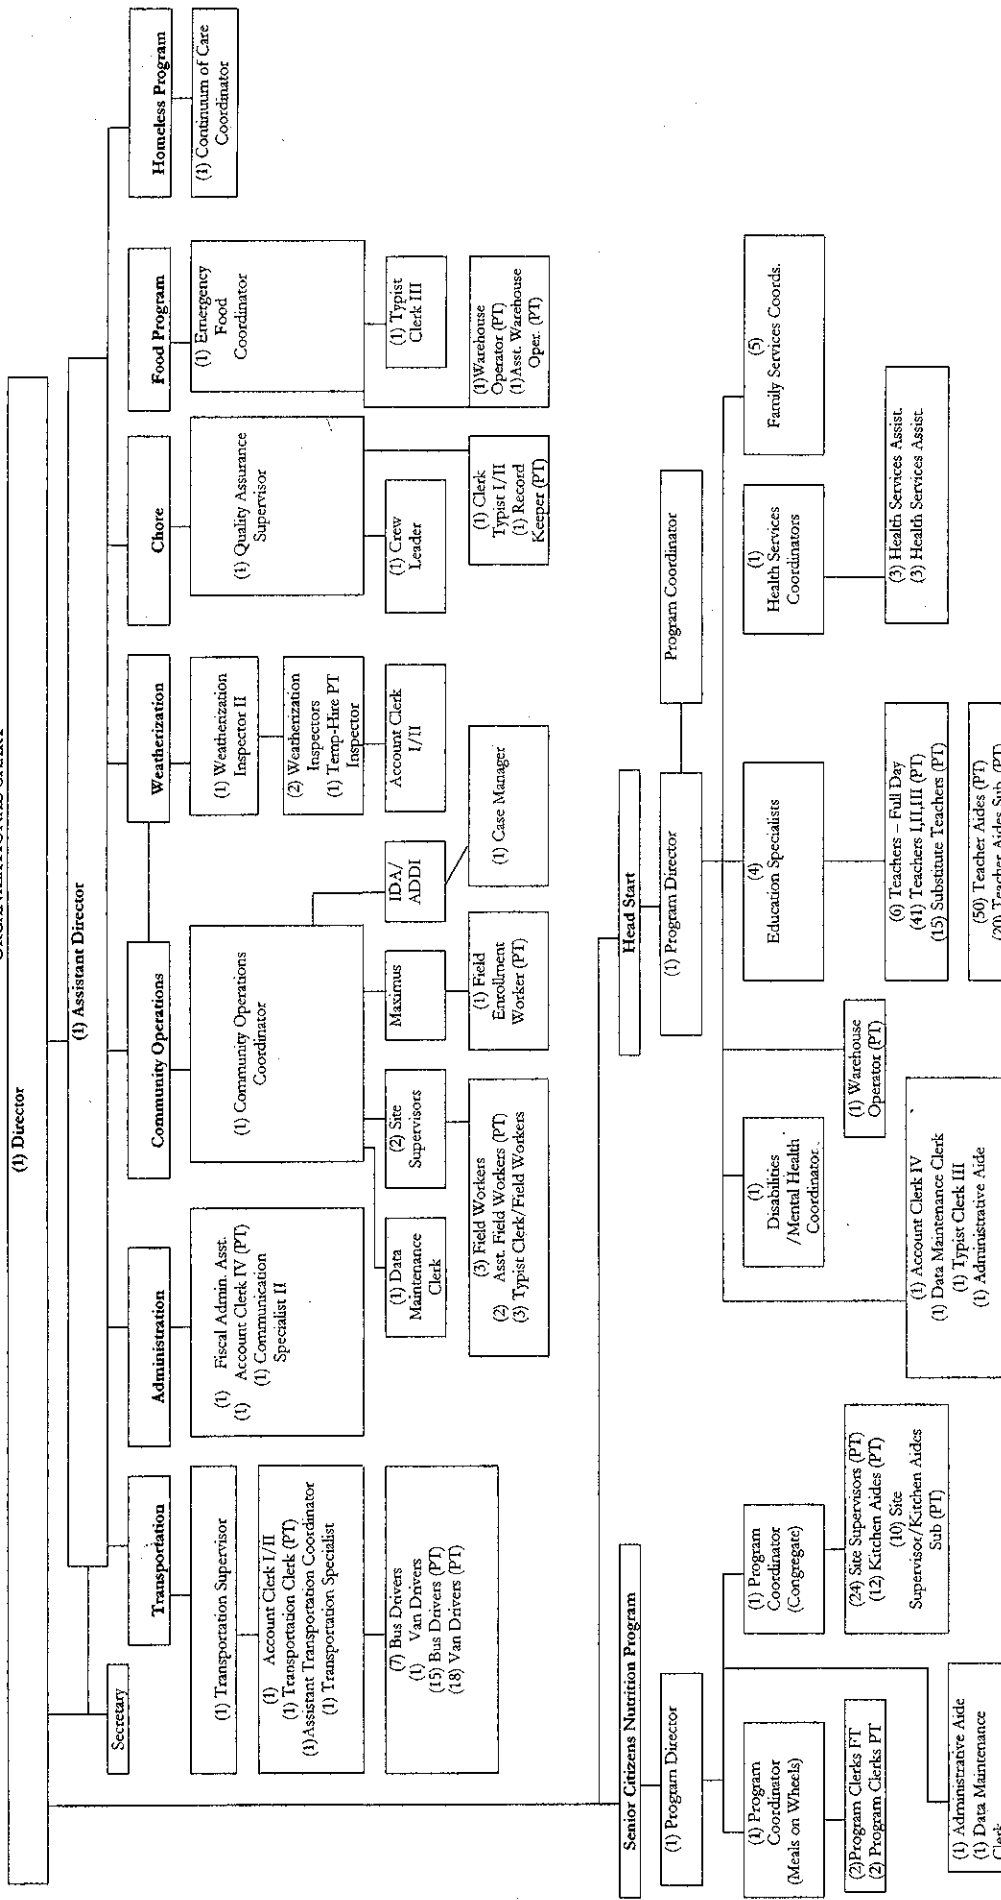 (1) Director
(1) Assistant Director
Secretary
Transportation
(1) Transportation Supervisor
(1) Account Clerk I/II
(1) Transportation Clerk (PT)
(1)Assistant Transportation Coordinator
(1) Transportation Specialist
(7) Bus Drivers
(1) Van Drivers
(15) Bus Drivers (PT)
(18) Van Drivers (PT)
Administration
(1) Fiscal Admin. Asst.
(1) Account Clerk IV (PT)
(1) Communication
Specialist II
Community Operations
(1) Community Operations
Coordinator
(1) Data
Maintenance
Clerk
(2) Site
Supervisors
(3) Field Workers
(2) Asst. Field Workers (PT)
(3) Typist Clerk/Field Workers
Maximus
(1) Field
Enrollment
Worker (PT)
IDA/
ADDI
(1) Case Manager
Weatherization
(1) Weatherization
Inspector II
(2) Weatherization
Inspectors
(1) Temp-Hire PT
Inspector
Account Clerk
I/II
Chore
(1) Quality Assurance
Supervisor
(1) Crew
Leader
(1) Clerk
Typist I/II
(1) Record
Keeper (PT)
Food Program
(1) Emergency
Food
Coordinator
(1) Typist
Clerk III
(1)Warehouse
Operator (PT)
(1)Asst. Warehouse
Oper. (PT)
Homeless Program
(1) Continuum of Care
Coordinator
Senior Citizens Nutrition Program
(1) Program Director
(1) Program
Coordinator
(Meals on Wheels)
(2)Program Clerks FT
(2) Program Clerks PT
(1) Program
Coordinator
(Congregate)
(24) Site Supervisors (PT)
(12) Kitchen Aides (PT)
(10) Site
Supervisor/Kitchen Aides
Sub (PT)
(1) Administrative Aide
(1) Data Maintenance
Clerk
Head Start
(1) Program Director
Program Coordinator
(1)
Disabilities
/Mental Health
Coordinator
(1) Account Clerk IV
(1) Data Maintenance Clerk
(1) Typist Clerk III
(1) Administrative Aide
(1) Warehouse
Operator (PT)
(4)
Education Specialists
(6) Teachers – Full Day
(41) Teachers I,II,III (PT)
(15) Substitute Teachers (PT)
(50) Teacher Aides (PT)
(20) Teacher Aides Sub (PT)
(1)
Health Services
Coordinators
(3) Health Services Assist.
(3) Health Services Assist.
(5)
Family Services Coords.